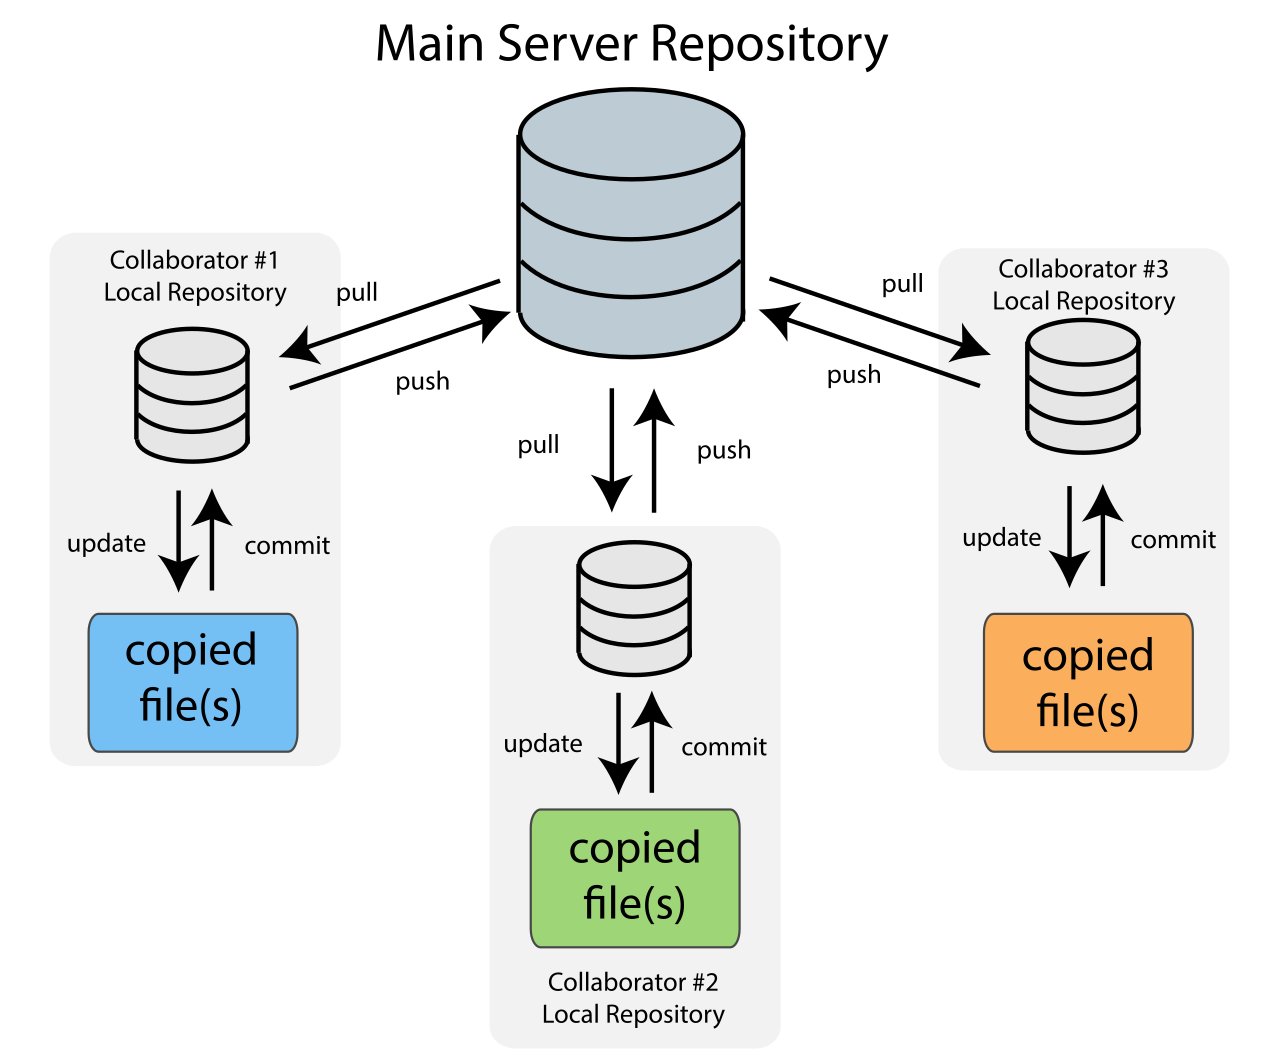 Main Server Repository
Collaborator #1
Local Repository
pull
push
update
commit
copied
file(s)
pull
push
update
commit
copied
file(s)
Collaborator #2
Local Repository
Collaborator #3
Local Repository
pull
push
update
commit
copied
file(s)